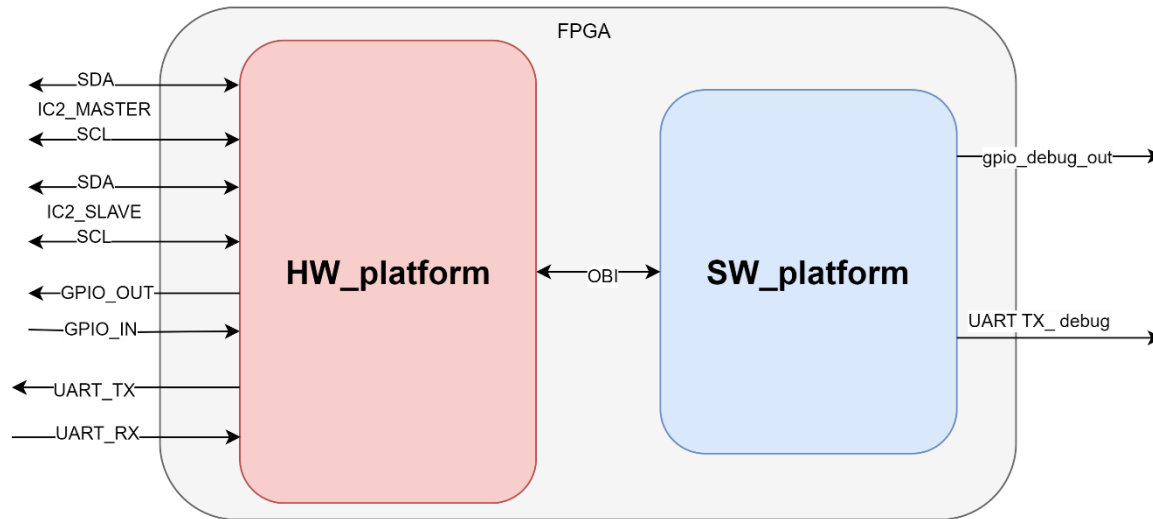 FPGA
SDA
IC2_MASTER
SCL
SDA
IC2_SLAVE
SCL
GPIO_OUT
GPIO_IN
UART_TX
UART_RX
HW_platform
OBI
SW_platform
gpio_debug_out
UART TX_ debug